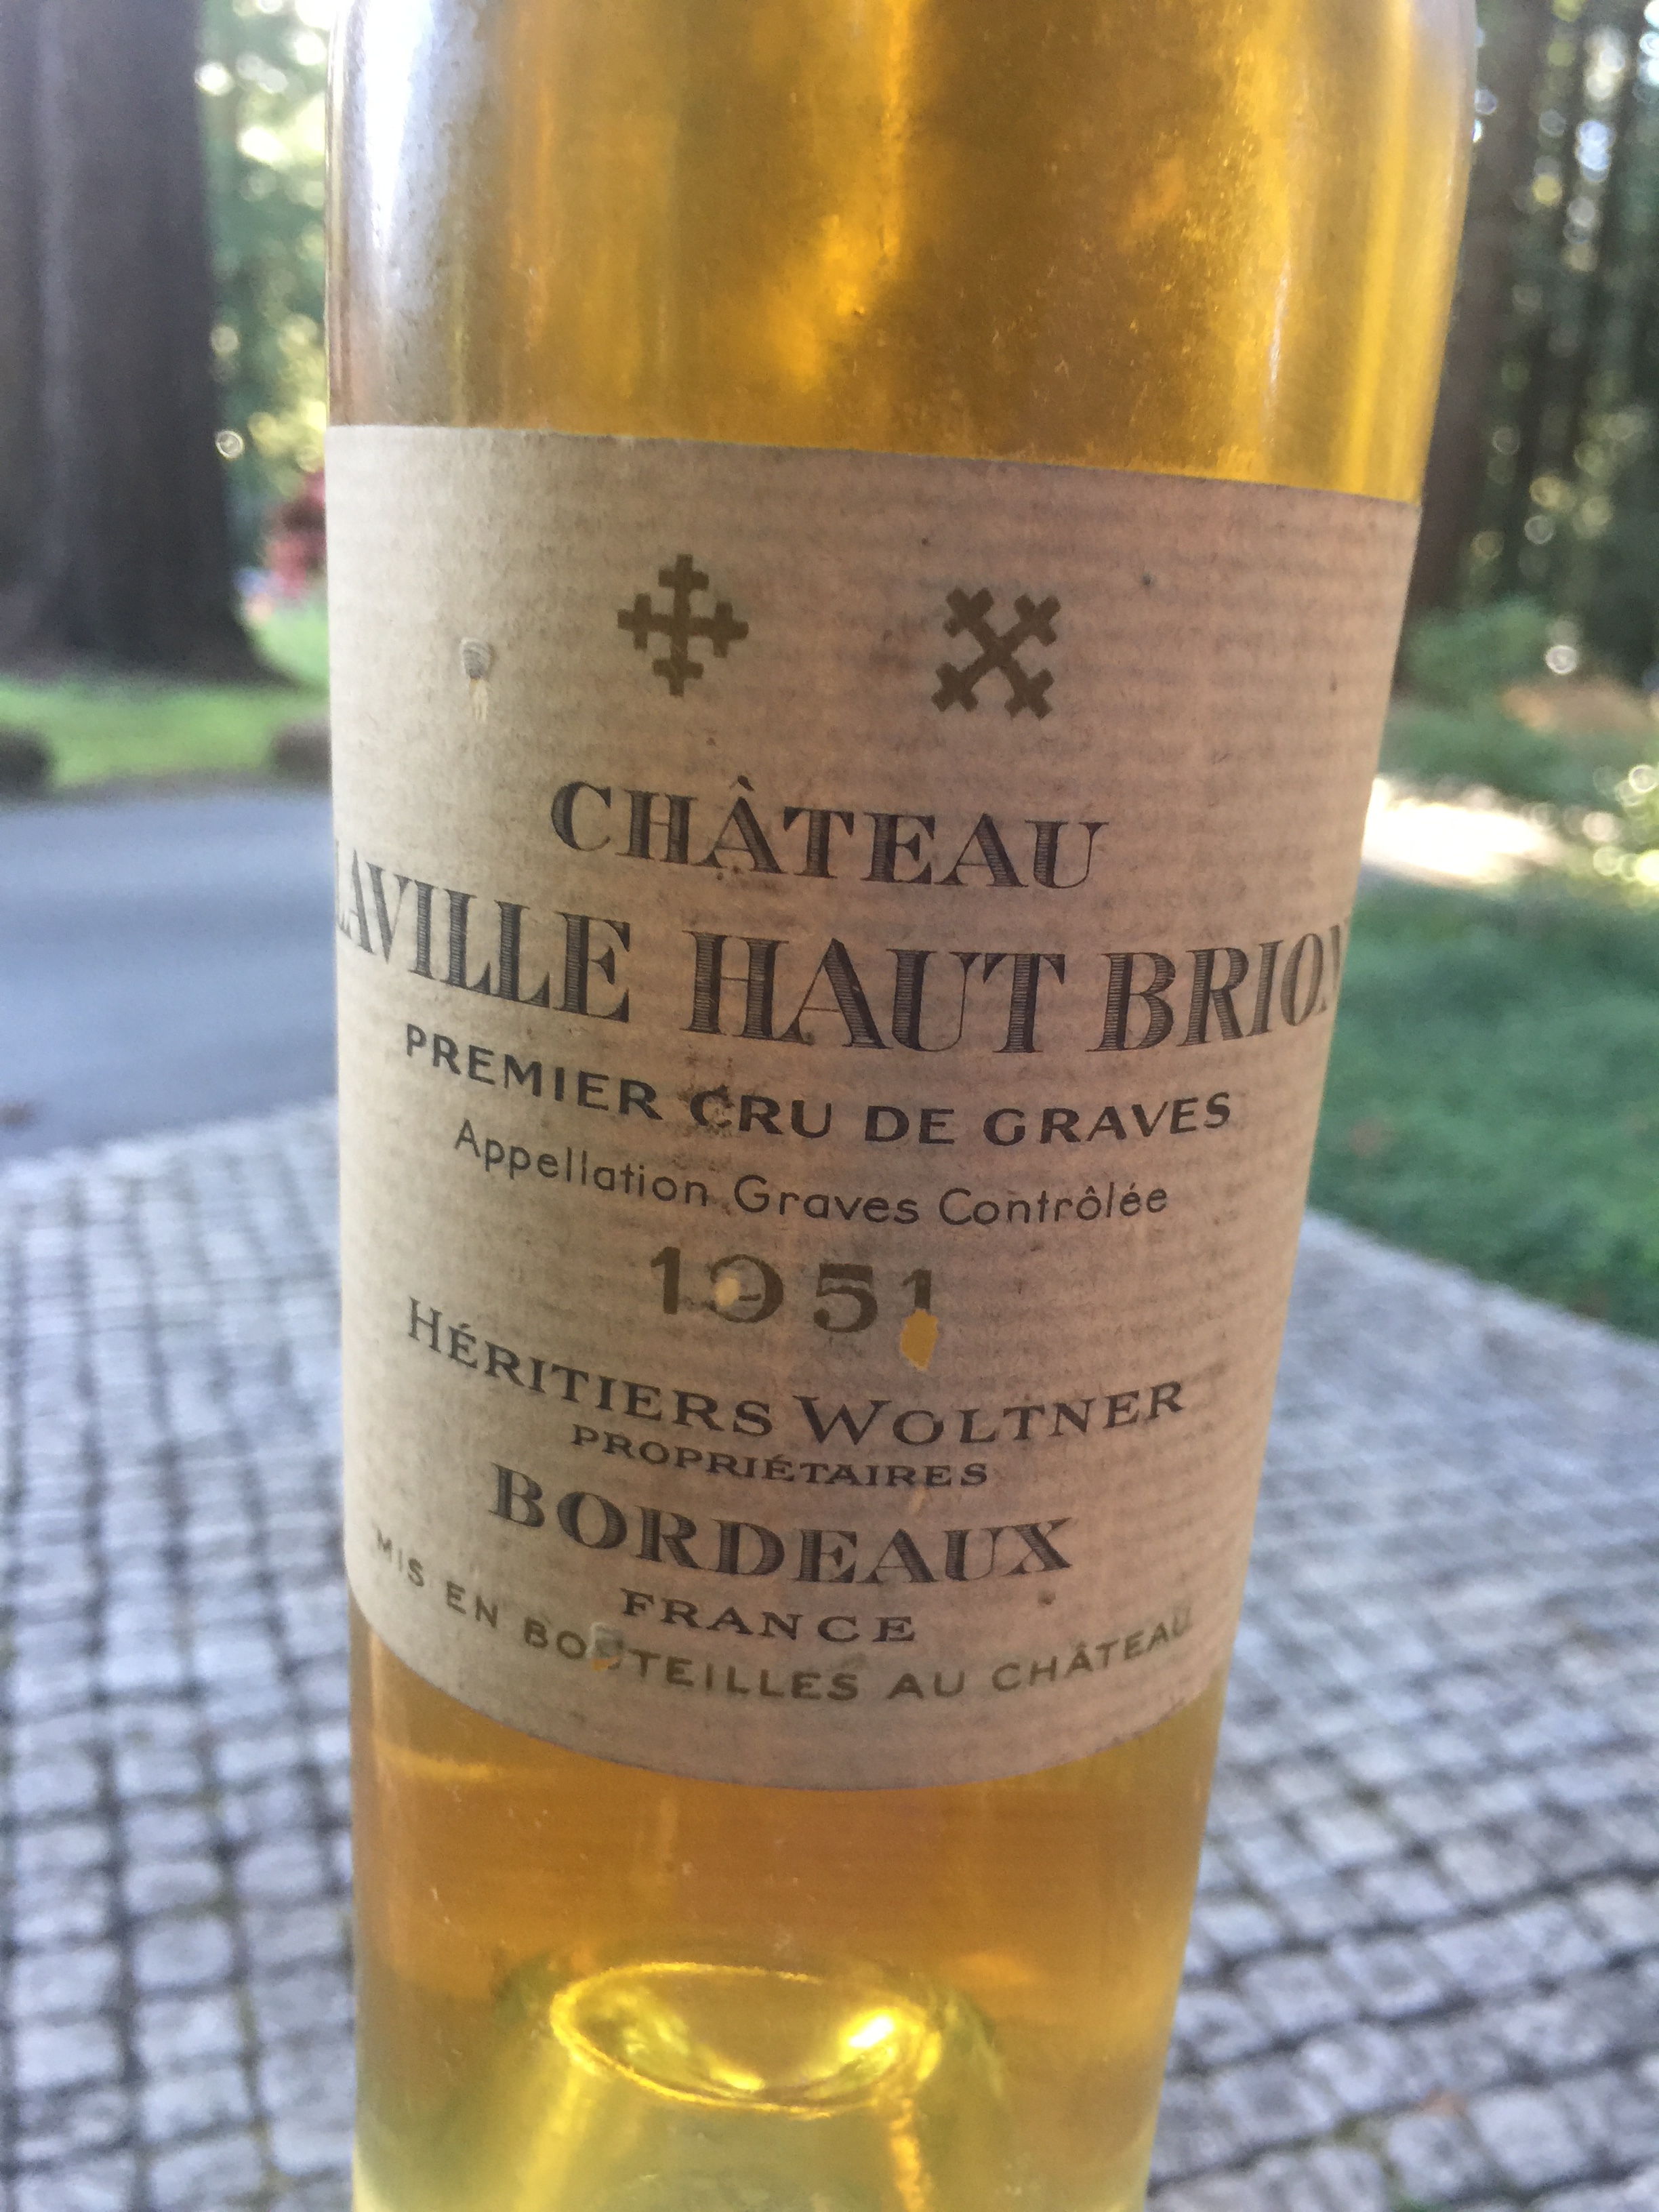 CHÂTEAU
LAVILLE HAUT BRION
PREMIER CRU DE GRAVES
Appellation Graves Contrôlée
1951
HÉRITIERS WOLTNER
PROPRIÉTAIRES
BORDEAUX
FRANCE
MIS EN BOUTEILLES AU CHÂTEAU